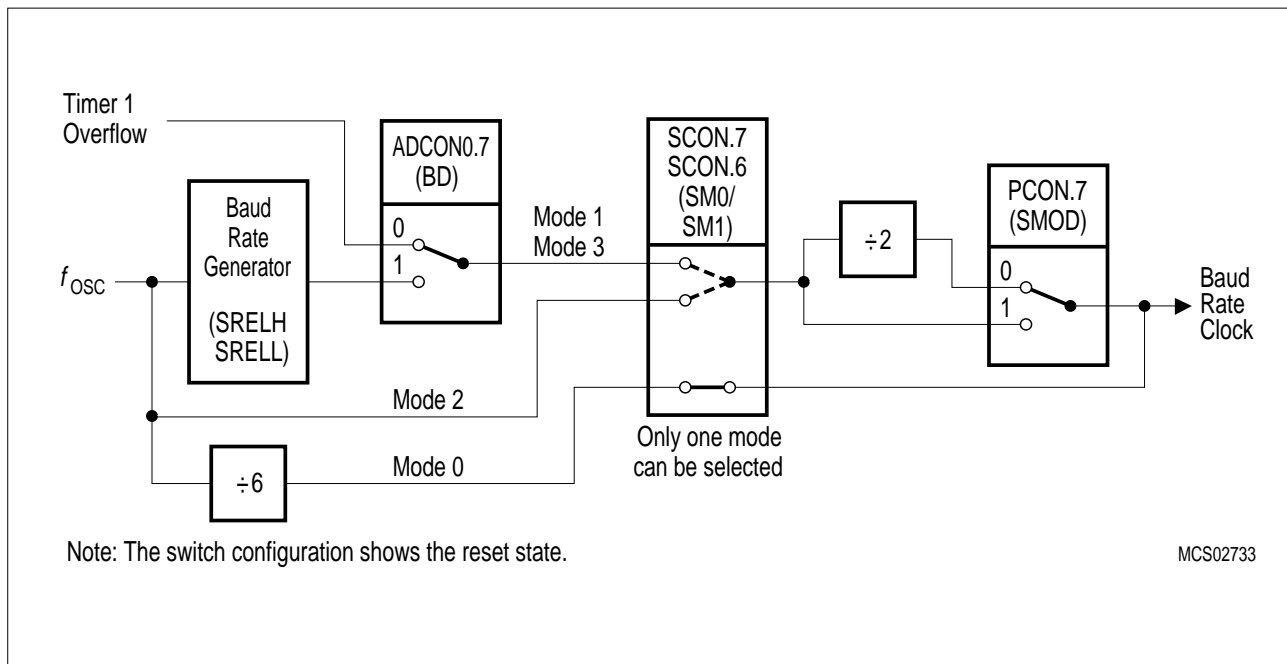 Timer 1
Overflow
ADCON0.7
(BD)
0
1
Baud
Rate
Generator
(SRELH
SRELL)
f OSC
Mode 1
Mode 3
Mode 2
Mode 0
÷6
SCON.7
SCON.6
(SM0/
SM1)
Only one mode
can be selected
÷2
PCON.7
(SMOD)
0
1
Baud
Rate
Clock
Note: The switch configuration shows the reset state.
MCS02733